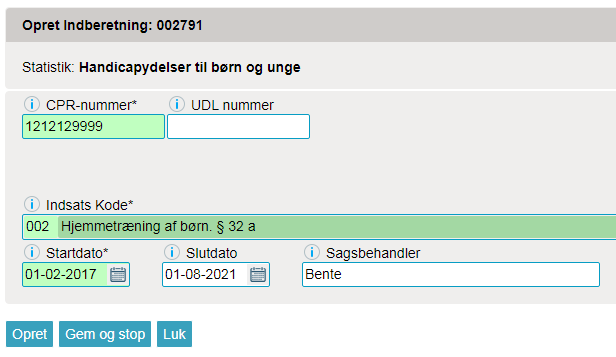 Opret Indberetning: 002791
Statistik: Handicapydelser til børn og unge
CPR-nummer* UDL nummer
1212129999
Indsats Kode*
002 Hjemmetræning af børn. § 32 a
Startdato* Slutdato Sagsbehandler
01-02-2017 01-08-2021 Bente
Opret Gem og stop Luk